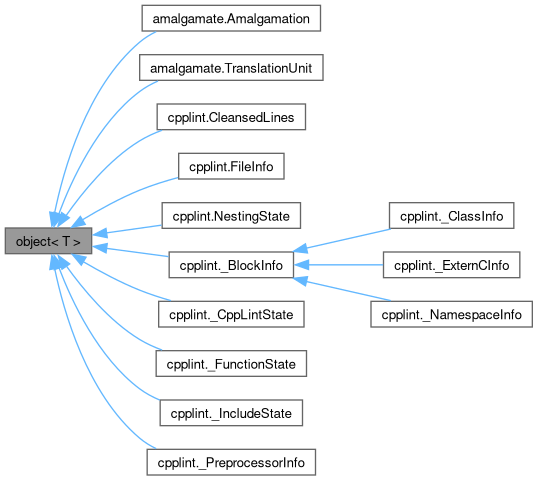 amalgamate.Amalgamation
amalgamate.TranslationUnit
cpplint.CleansedLines
cpplint.FileInfo
object< T >
cpplint.NestingState
cpplint._BlockInfo
cpplint._ClassInfo
cpplint._ExternCInfo
cpplint._NamespaceInfo
cpplint._CppLintState
cpplint._FunctionState
cpplint._IncludeState
cpplint._PreprocessorInfo